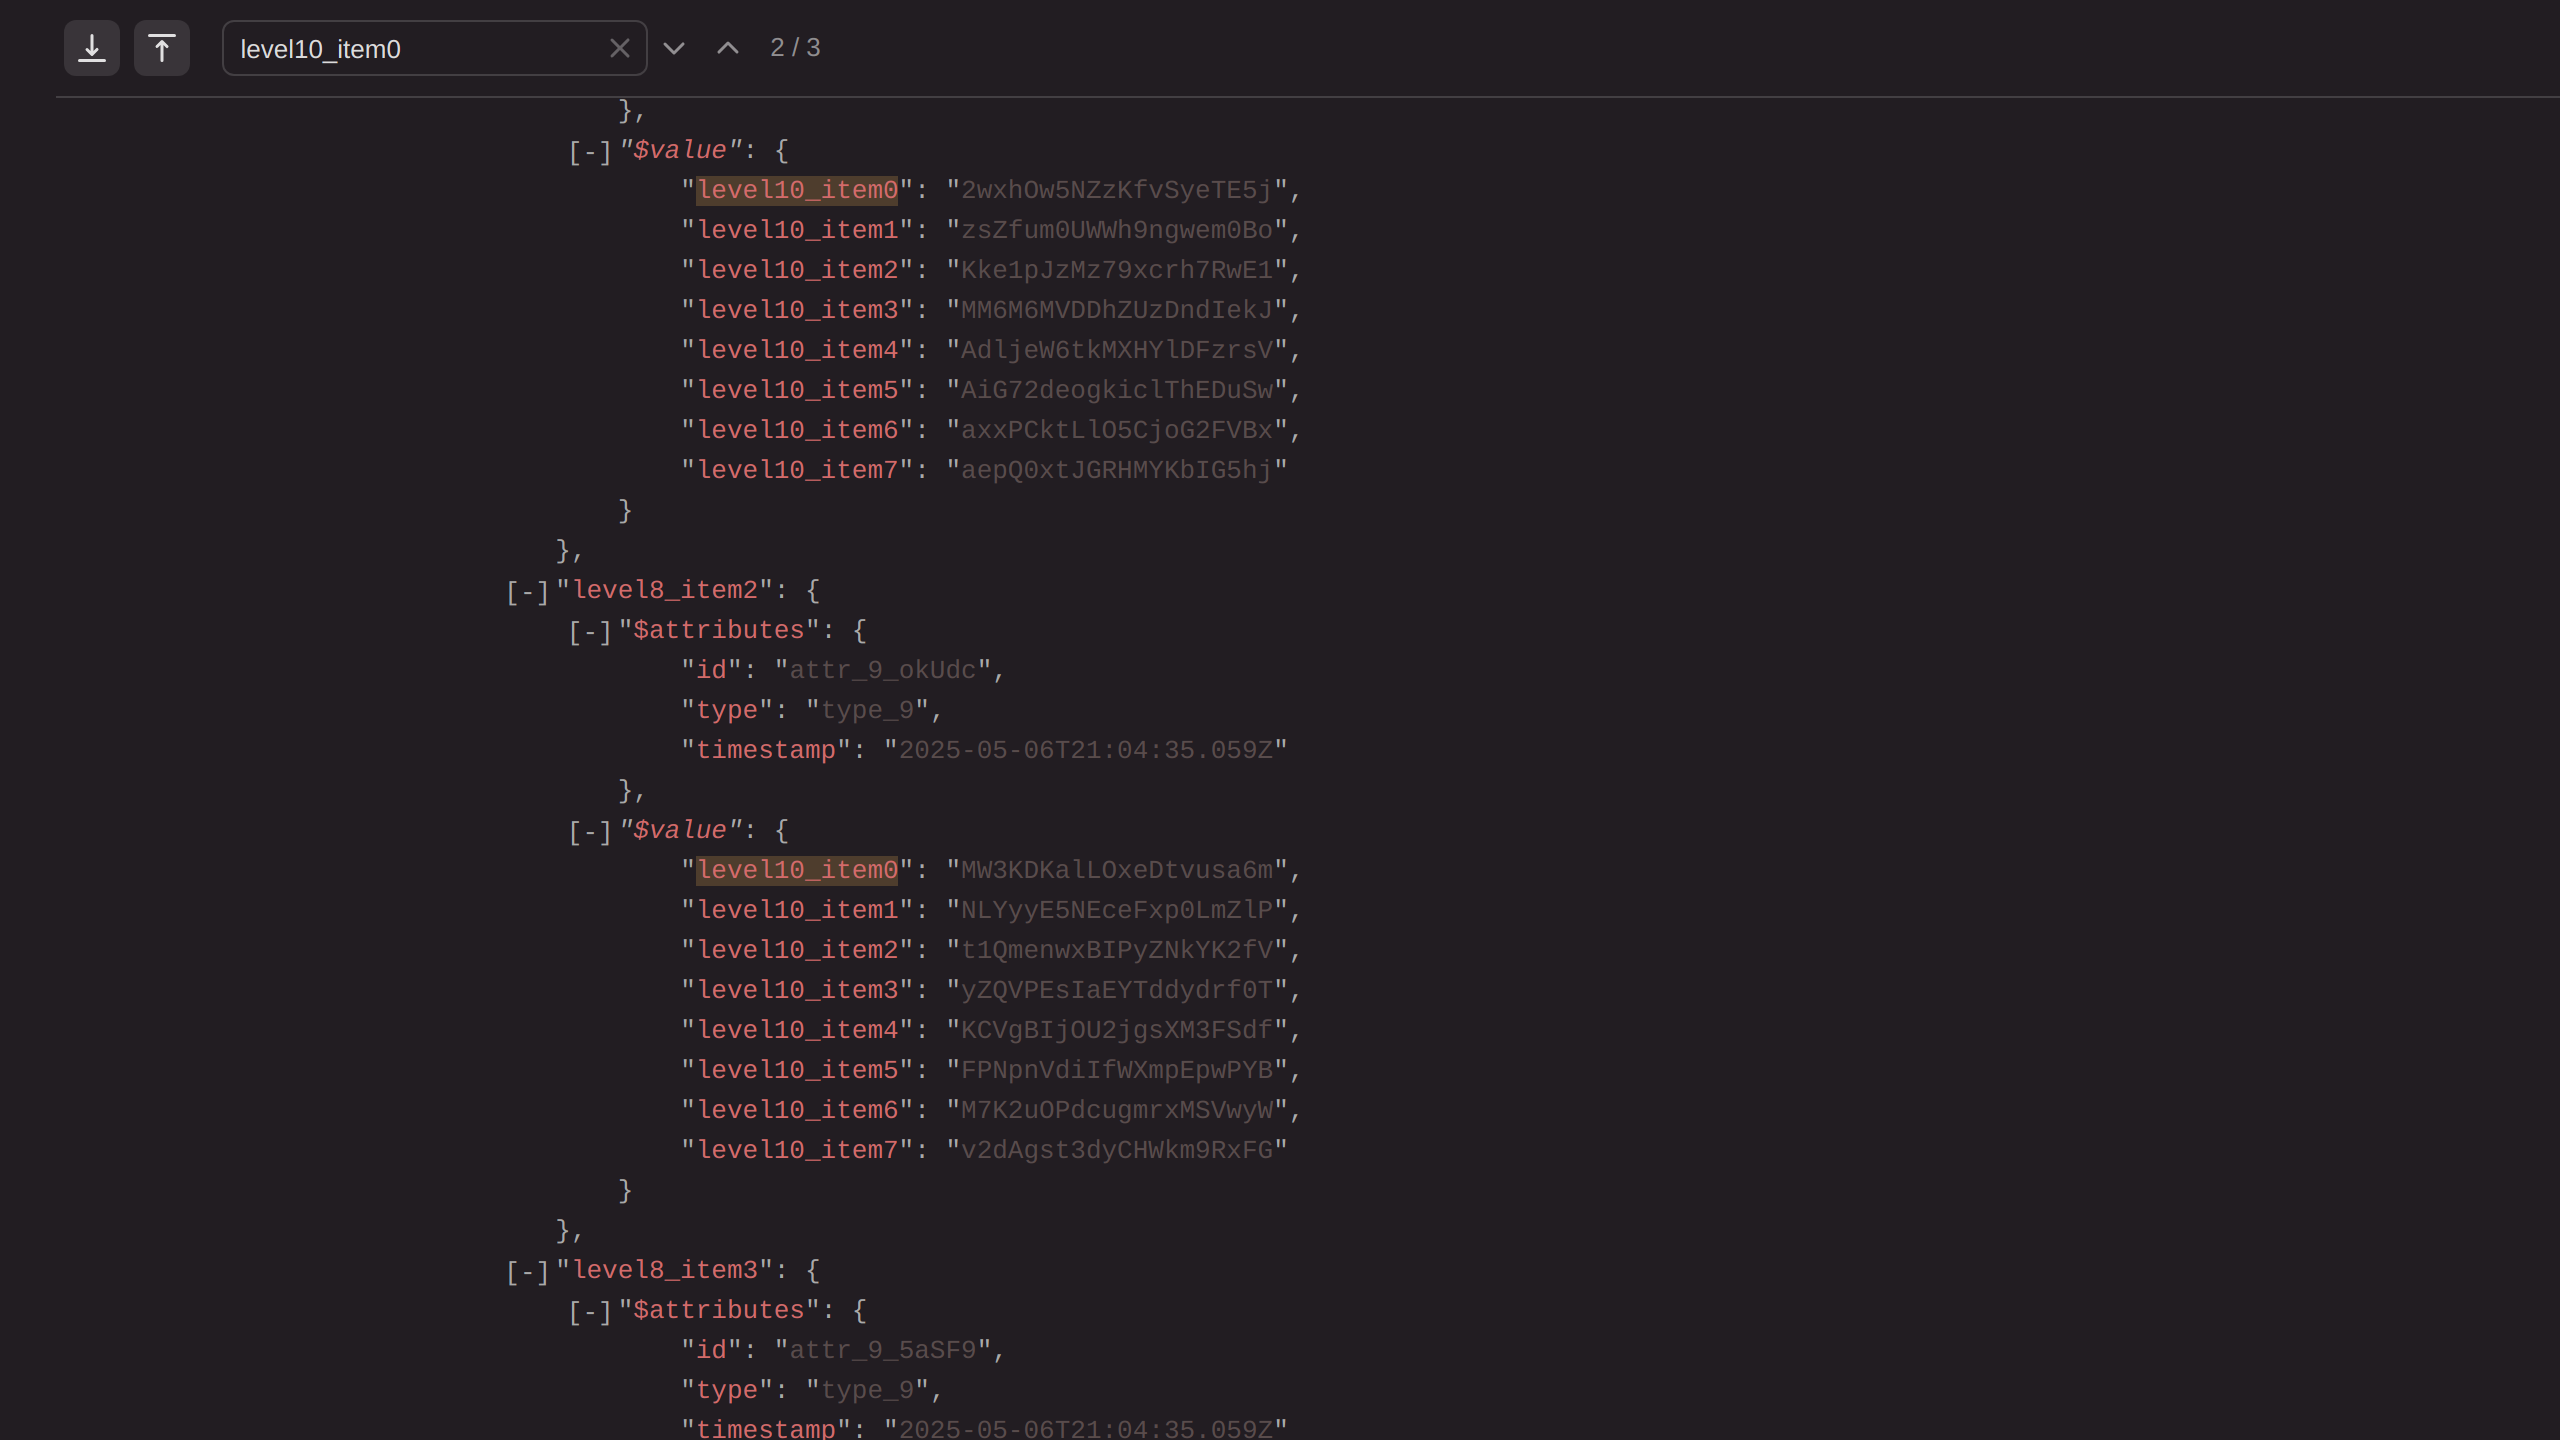 level10_item0 2 / 3
},
[-]"$value": {
"level10_item0": "2wxhOw5NZzKfvSyeTE5j",
"level10_item1": "zsZfum0UWWh9ngwem0Bo",
"level10_item2": "Kke1pJzMz79xcrh7RwE1",
"level10_item3": "MM6M6MVDDhZUzDndIekJ",
"level10_item4": "AdljeW6tkMXHYlDFzrsV",
"level10_item5": "AiG72deogkiclThEDuSw",
"level10_item6": "axxPCktLlO5CjoG2FVBx",
"level10_item7": "aepQ0xtJGRHMYKbIG5hj"
}
},
[-]"level8_item2": {
[-]"$attributes": {
"id": "attr_9_okUdc",
"type": "type_9",
"timestamp": "2025-05-06T21:04:35.059Z"
},
[-]"$value": {
"level10_item0": "MW3KDKalLOxeDtvusa6m",
"level10_item1": "NLYyyE5NEceFxp0LmZlP",
"level10_item2": "t1QmenwxBIPyZNkYK2fV",
"level10_item3": "yZQVPEsIaEYTddydrf0T",
"level10_item4": "KCVgBIjOU2jgsXM3FSdf",
"level10_item5": "FPNpnVdiIfWXmpEpwPYB",
"level10_item6": "M7K2uOPdcugmrxMSVwyW",
"level10_item7": "v2dAgst3dyCHWkm9RxFG"
}
},
[-]"level8_item3": {
[-]"$attributes": {
"id": "attr_9_5aSF9",
"type": "type_9",
"timestamp": "2025-05-06T21:04:35.059Z"